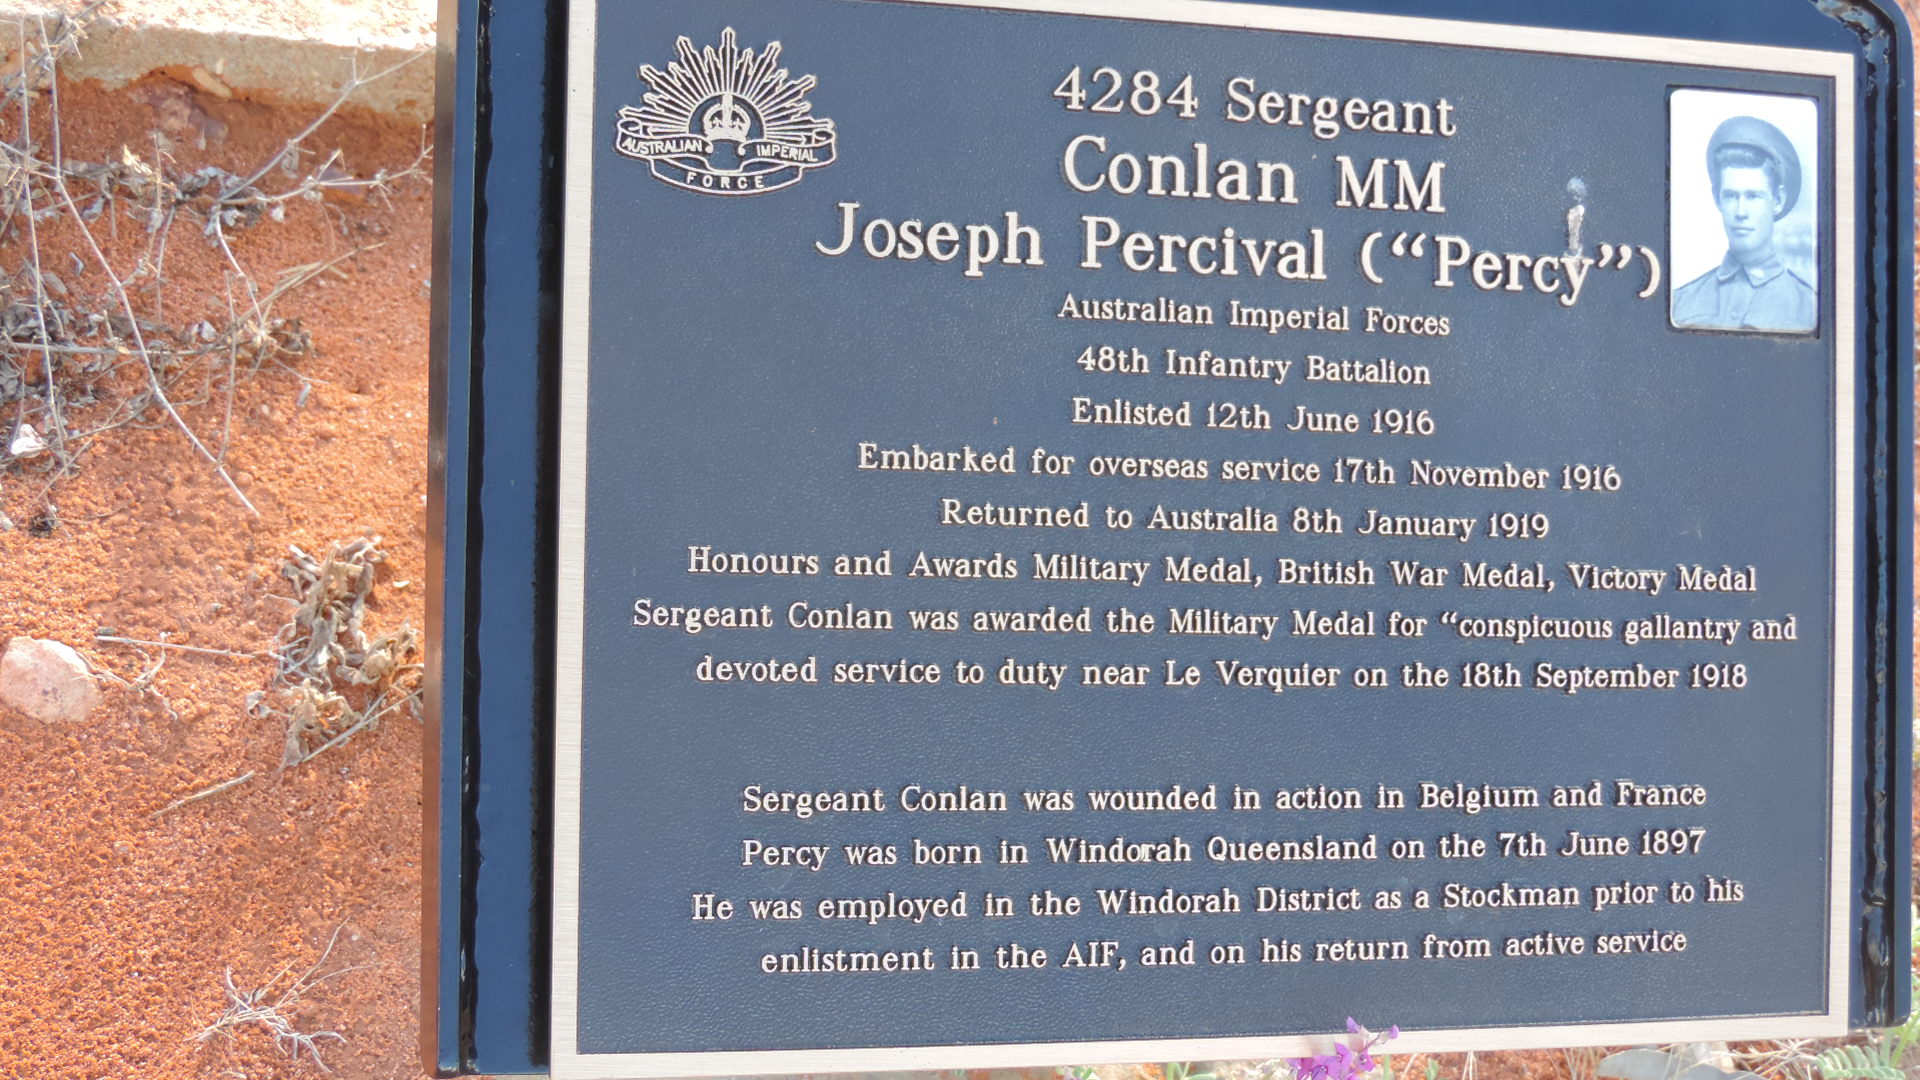 AUSTRALIAN IMPERIAL
FORCE
4284 Sergeant
Conlan MM
Joseph Percival (“Percy”)
Australian Imperial Forces
48th Infantry Battalion
Enlisted 12th June 1916
Embarked for overseas service 17th November 1916
Returned to Australia 8th January 1919
Honours and Awards Military Medal, British War Medal, Victory Medal
Sergeant Conlan was awarded the Military Medal for “conspicuous gallantry and
devoted service to duty near Le Verquier on the 18th September 1918
Sergeant Conlan was wounded in action in Belgium and France
Percy was born in Windorah Queensland on the 7th June 1897
He was employed in the Windorah District as a Stockman prior to his
enlistment in the AIF, and on his return from active service